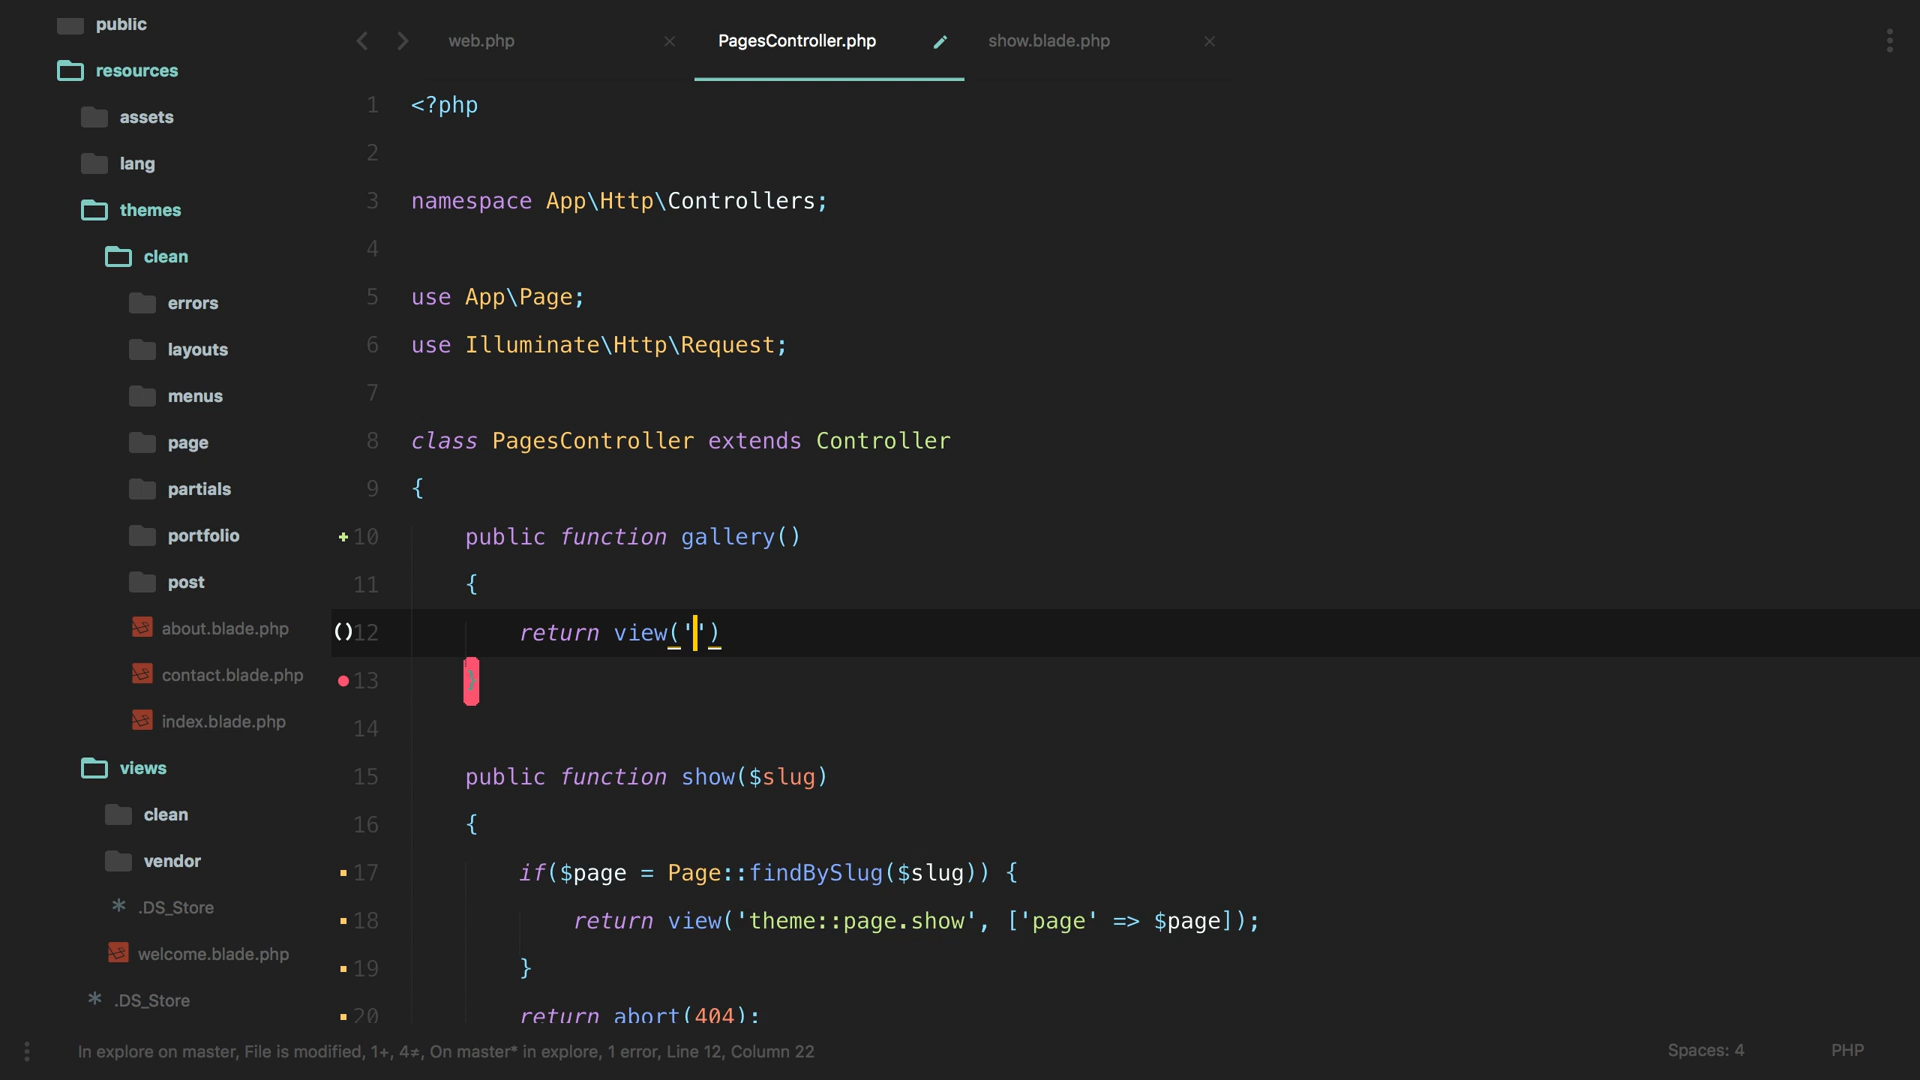 public
resources
assets
lang
themes
clean
errors
layouts
menus
page
partials
portfolio
post
about.blade.php
contact.blade.php
index.blade.php
views
clean
vendor
* .DS_Store
welcome.blade.php
* .DS_Store
web.php × PagesController.php show.blade.php ×
1 <?php
2
3 namespace App\Http\Controllers;
4
5 use App\Page;
6 use Illuminate\Http\Request;
7
8 class PagesController extends Controller
9 {
+ 10 public function gallery()
11 {
() 12 return view('')
13 }
14
15 public function show($slug)
16 {
17 if($page = Page::findBySlug($slug)) {
18 return view('theme::page.show', ['page' => $page]);
19 }
20 return abort(404);
In explore on master, File is modified, 1+, 4≠, On master* in explore, 1 error, Line 12, Column 22
Spaces: 4 PHP